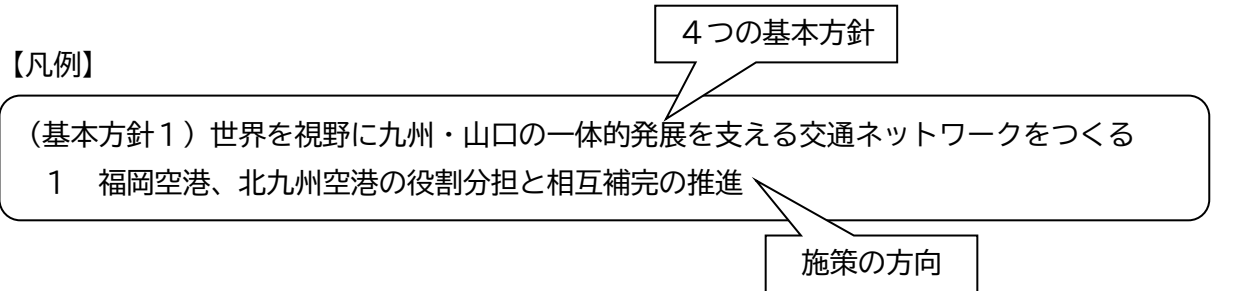 ４つの基本方針
【凡例】
（基本方針１）世界を視野に九州・山口の一体的発展を支える交通ネットワークをつくる
１　福岡空港、北九州空港の役割分担と相互補完の推進
施策の方向